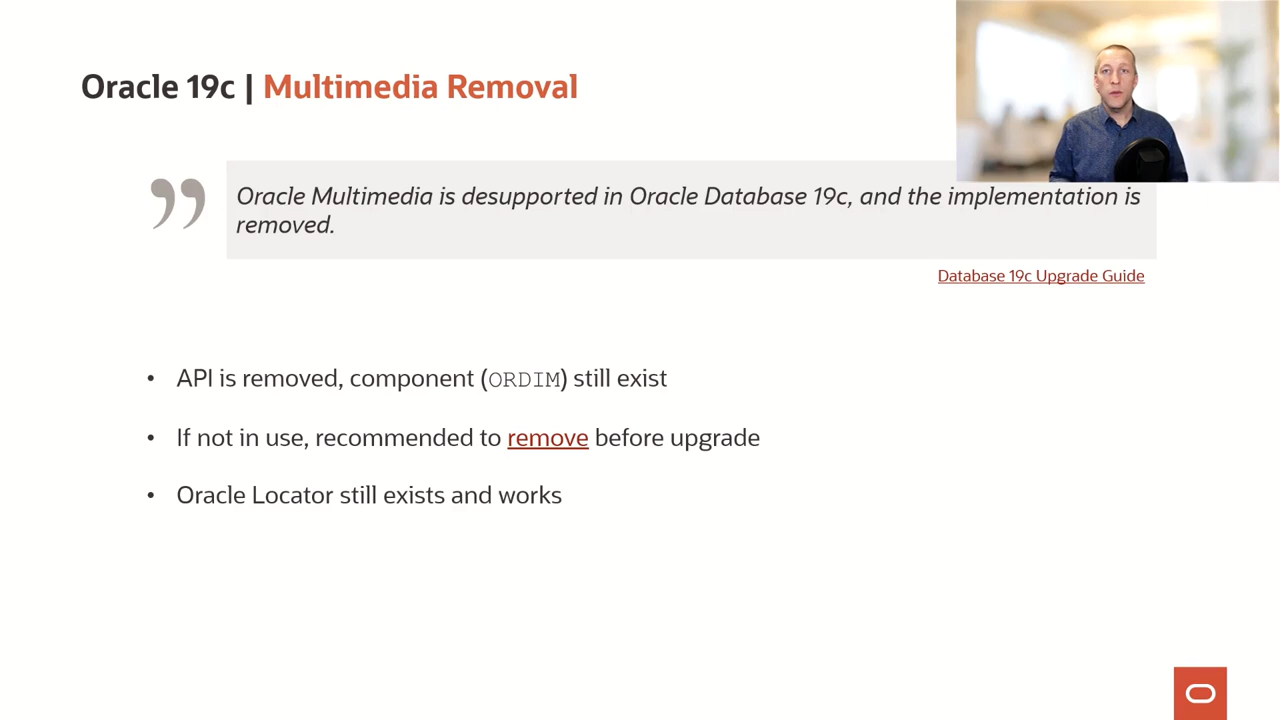 Oracle 19c | Multimedia Removal
Oracle Multimedia is desupported in Oracle Database 19c, and the implementation is
removed.
Database 19c Upgrade Guide
• API is removed, component (ORDIM) still exist
• If not in use, recommended to remove before upgrade
• Oracle Locator still exists and works